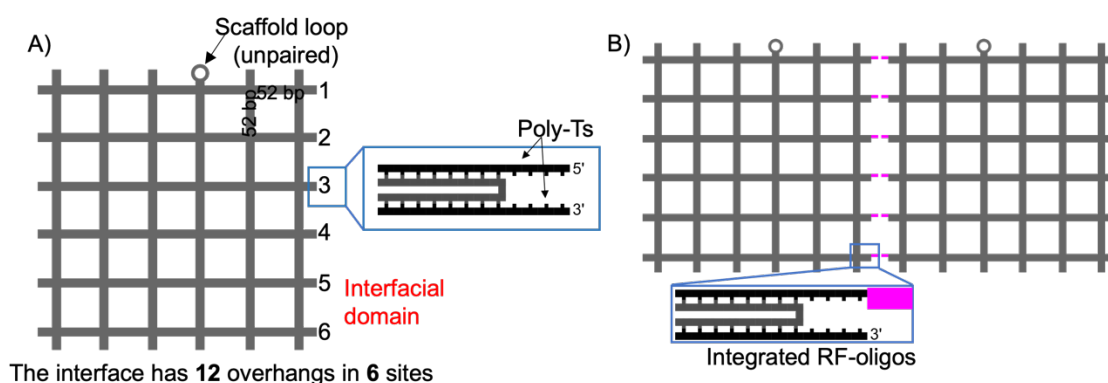 A)
Scaffold loop
(unpaired)
52 bp
52 bp
1
2
3
4
5
6
Poly-Ts
5'
3'
Interfacial
domain
The interface has 12 overhangs in 6 sites
B)
3'
Integrated RF-oligos